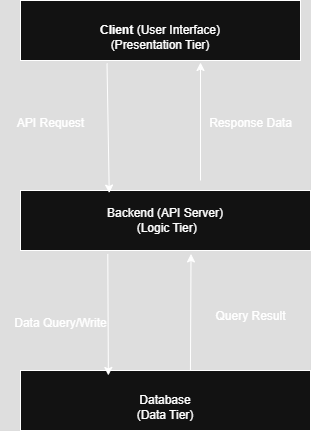 Client (User Interface)
(Presentation Tier)
API Request
Response Data
Backend (API Server)
(Logic Tier)
Data Query/Write
Query Result
Database
(Data Tier)